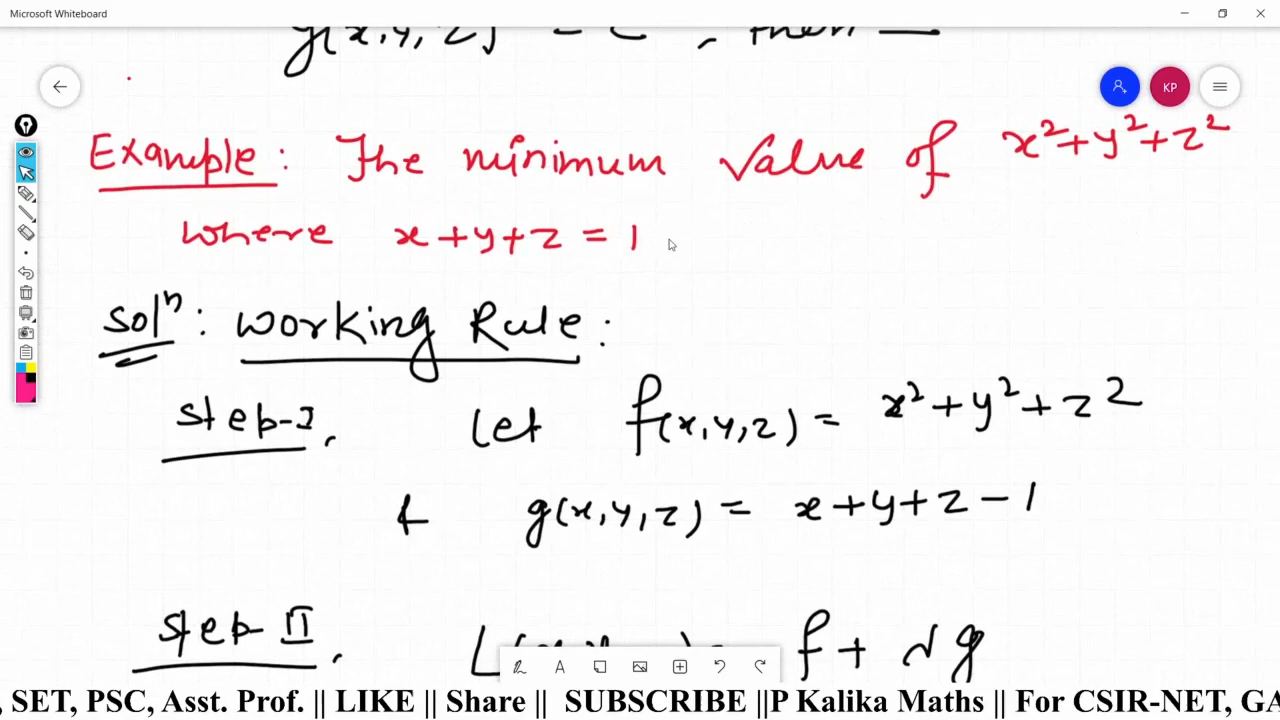 Microsoft Whiteboard
g(x,y,z) = c, then
KP
Example: The minimum value of x²+y²+z²
where x+y+z = 1
Solⁿ: Working Rule:
Step-I, Let f(x,y,z) = x²+y²+z²
& g(x,y,z) = x+y+z-1
Step-II, f + λg
, SET, PSC, Asst. Prof. || LIKE || Share || SUBSCRIBE ||P Kalika Maths || For CSIR-NET, GA